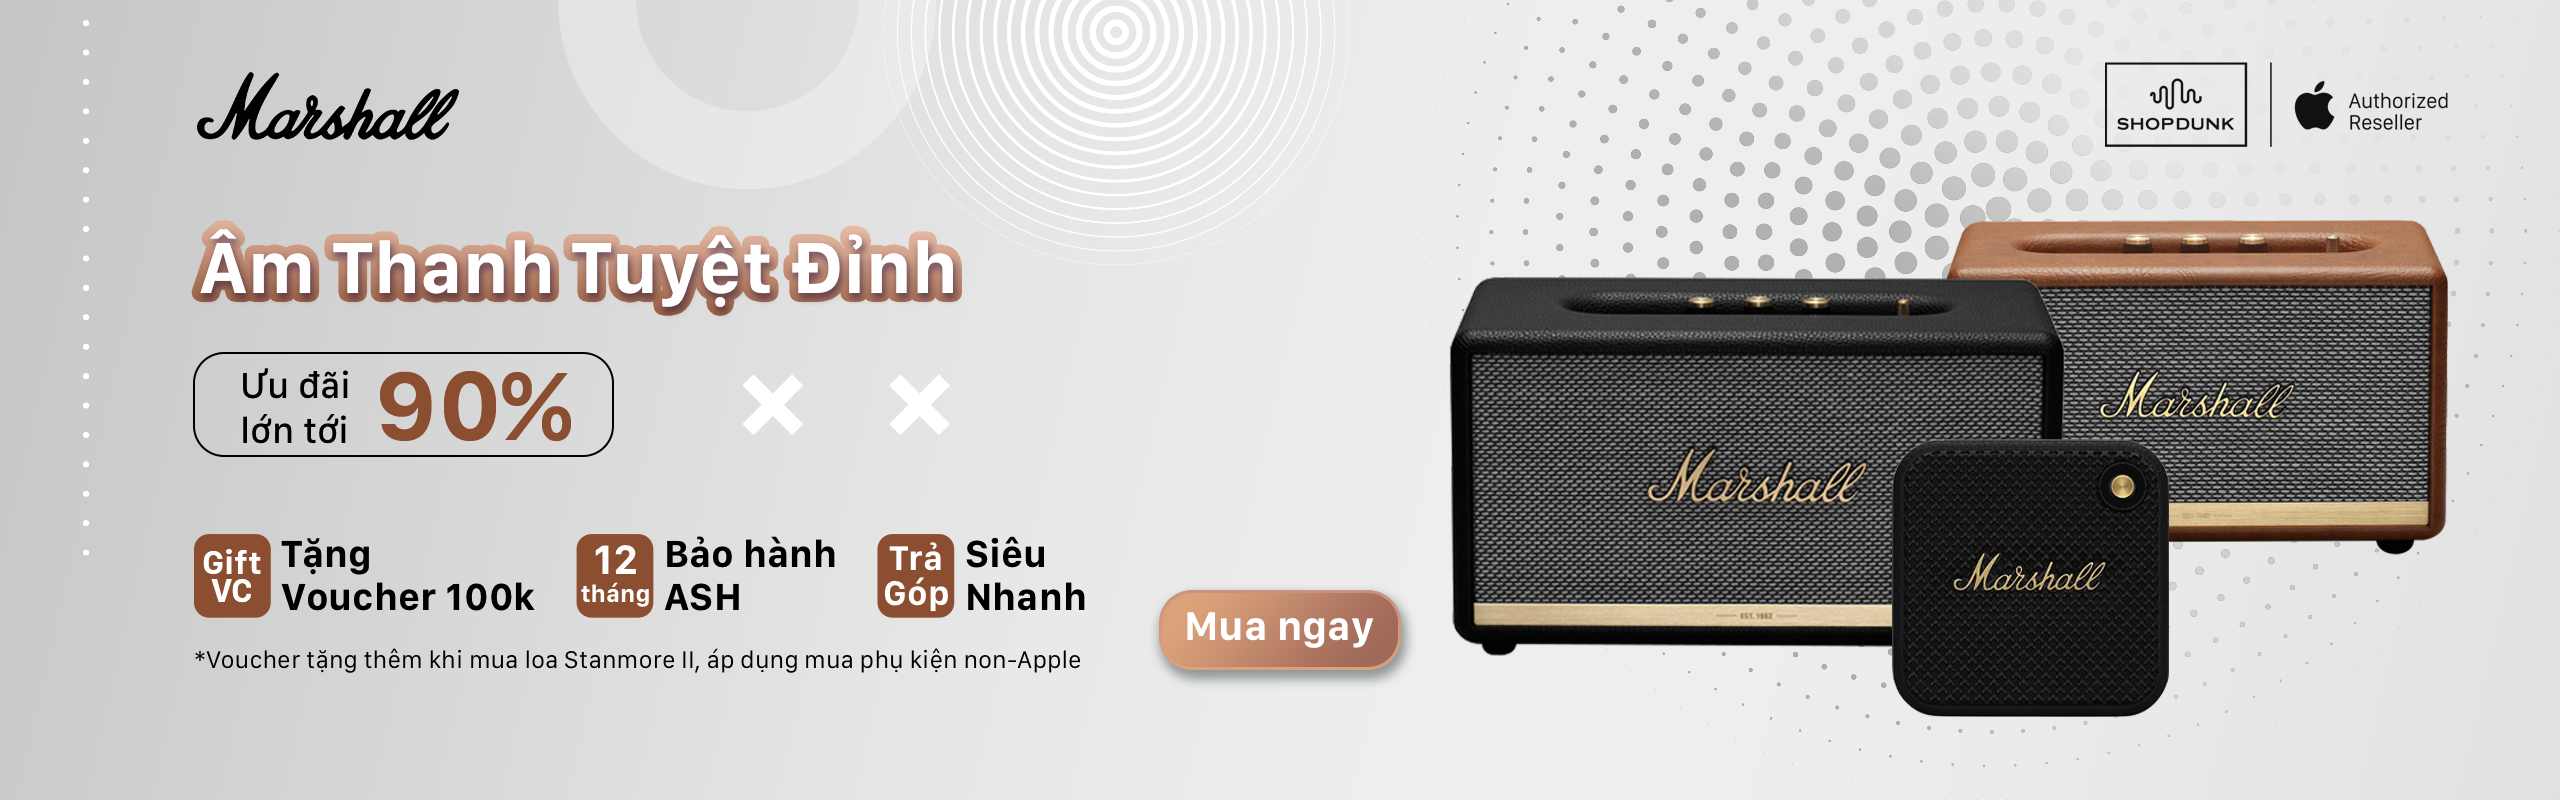 Marshall
SHOPDUNK
Authorized
Reseller
Âm Thanh Tuyệt Đỉnh
Ưu đãi
lớn tới
90%
Gift
VC
Tặng
Voucher 100k
12
tháng
Bảo hành
ASH
Trả
Góp
Siêu
Nhanh
*Voucher tặng thêm khi mua loa Stanmore II, áp dụng mua phụ kiện non-Apple
Mua ngay
Marshall
EST. 1962
Marshall
Marshall